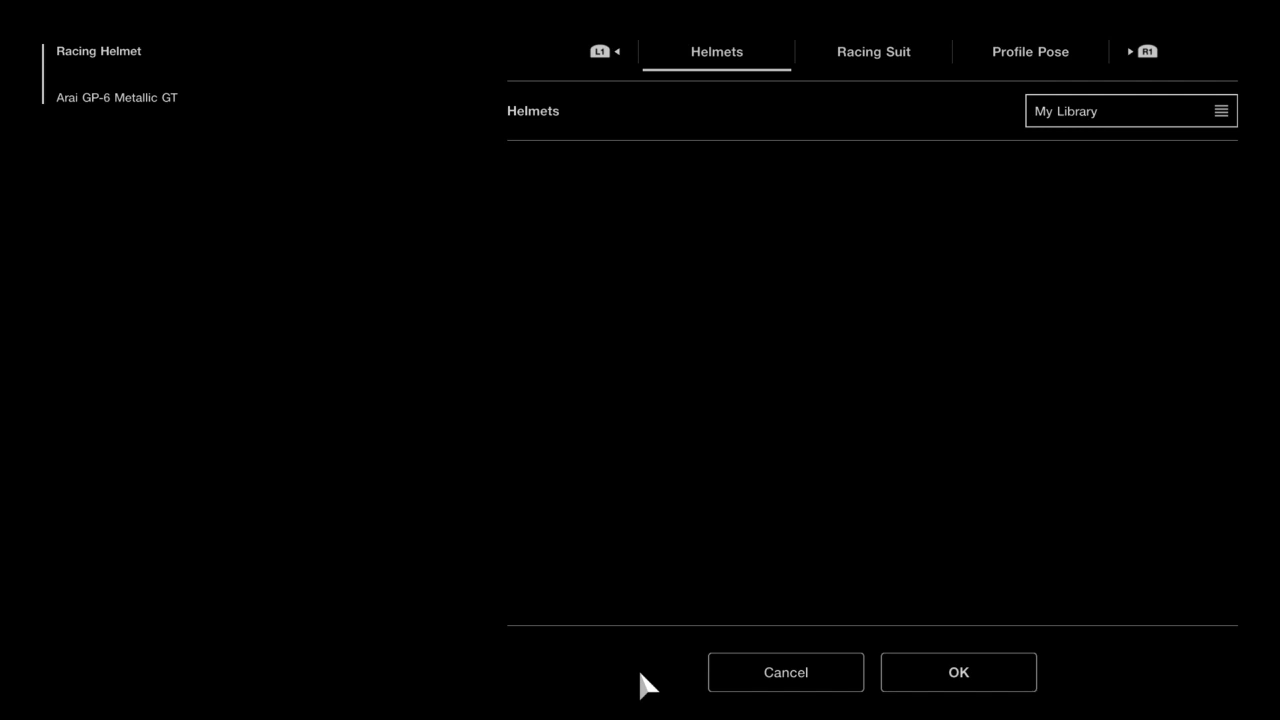 Racing Helmet
Arai GP-6 Metallic GT
L1
Helmets
Racing Suit
Profile Pose
R1
Helmets
My Library
Cancel
OK